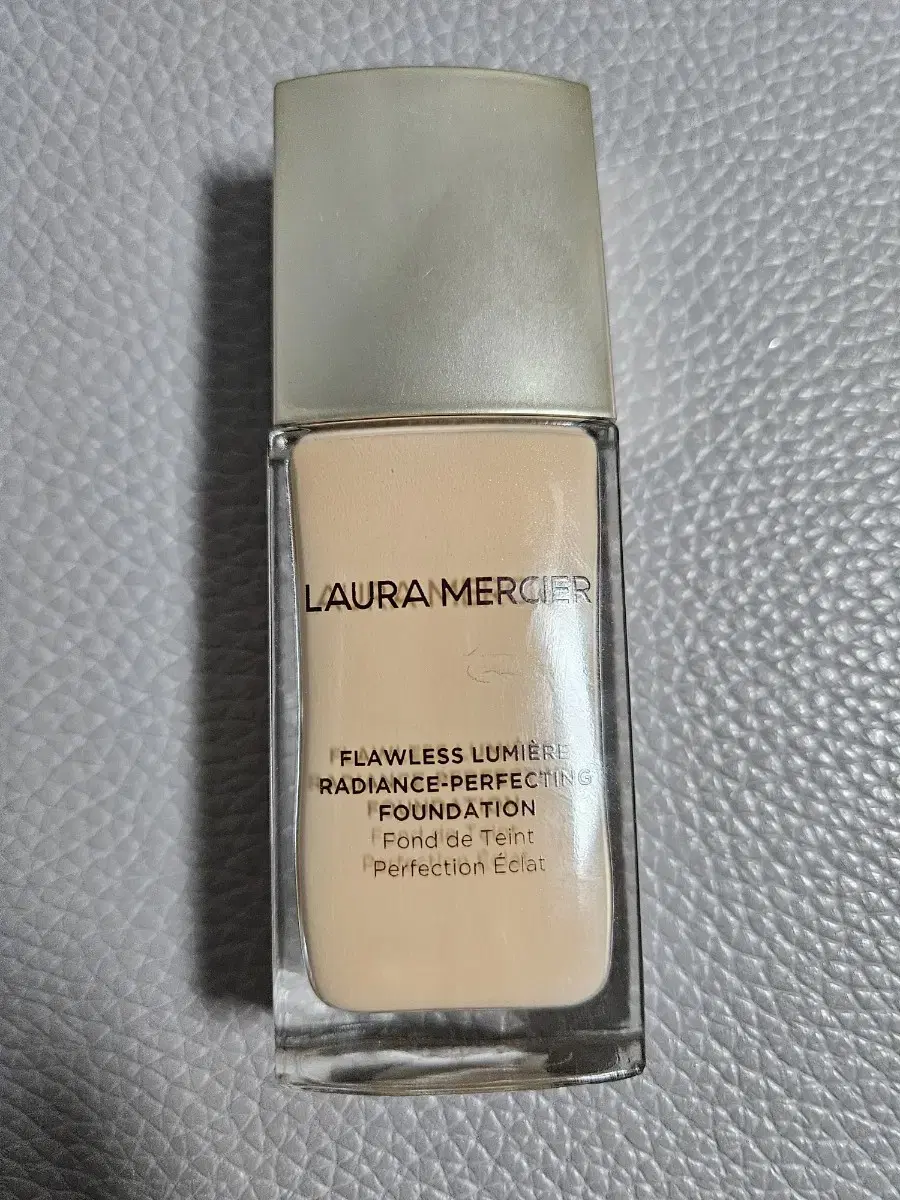 LAURA MERCIER
FLAWLESS LUMIÈRE
RADIANCE-PERFECTING
FOUNDATION
Fond de Teint
Perfection Éclat